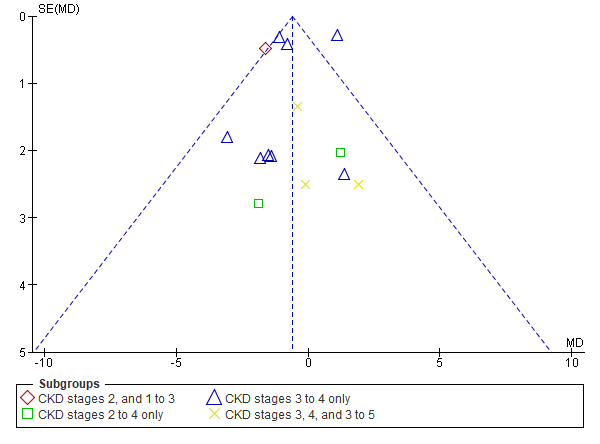 SE(MD)
0
1
2
3
4
5
-10
-5
0
5
10
MD
Subgroups
CKD stages 2, and 1 to 3
CKD stages 3 to 4 only
CKD stages 2 to 4 only
CKD stages 3, 4, and 3 to 5